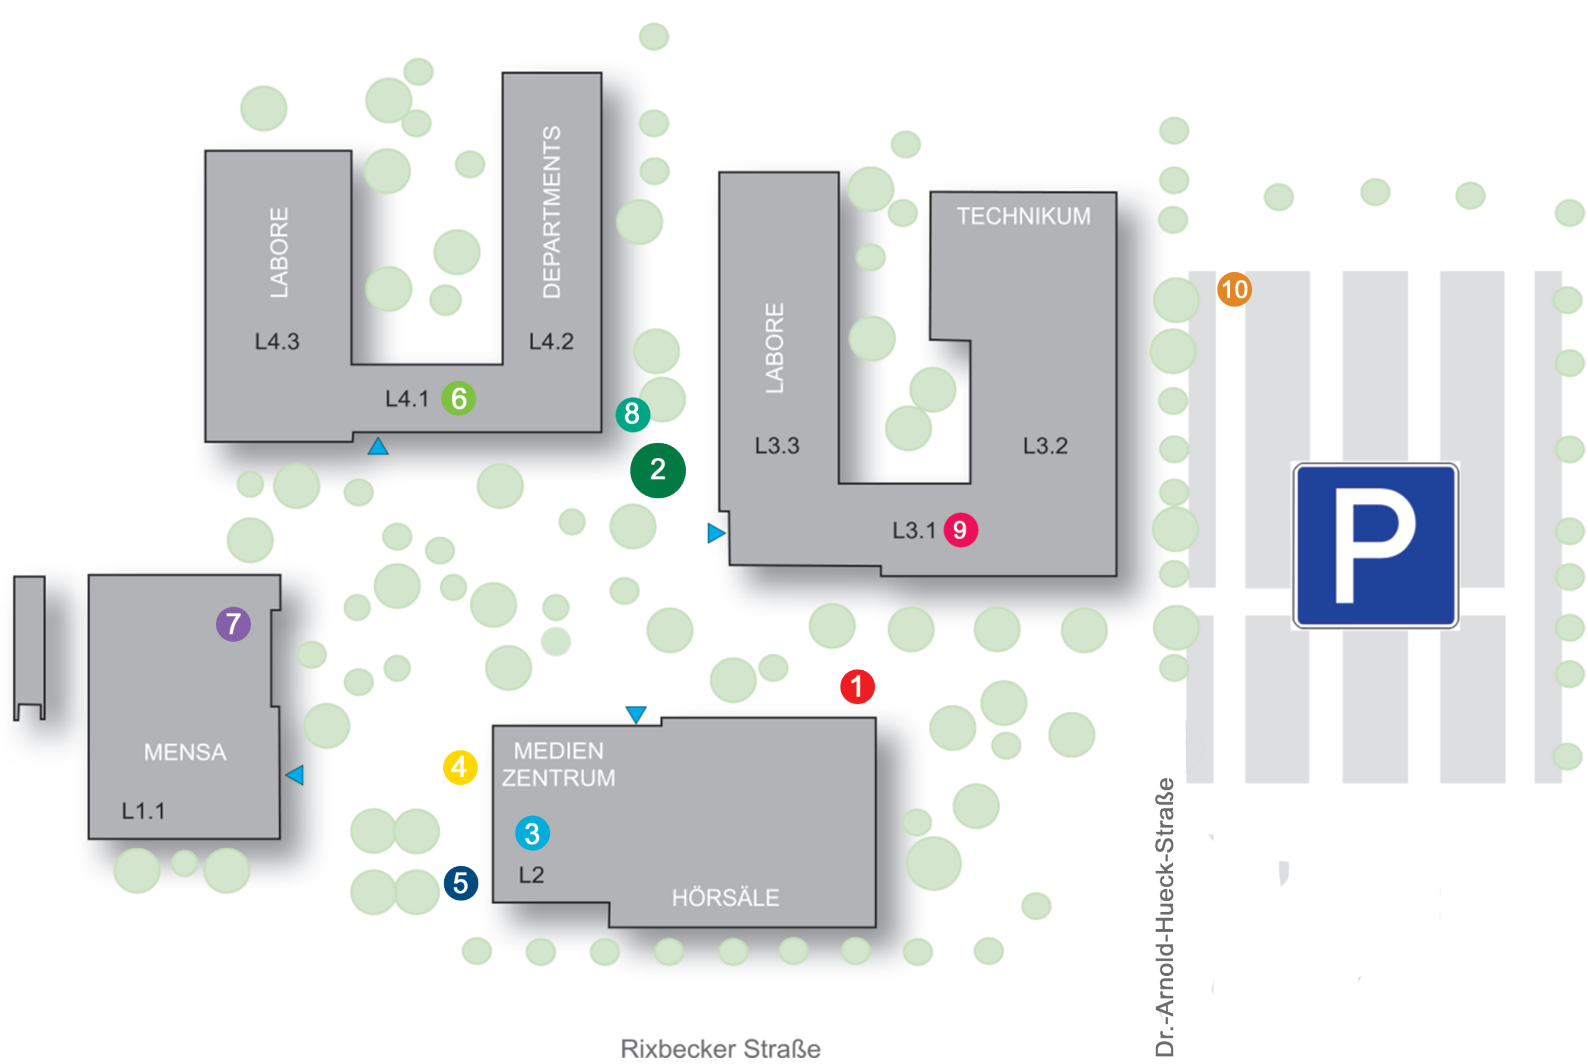 LABORE
DEPARTMENTS
L4.3
L4.2
L4.1
6
8
2
LABORE
TECHNIKUM
L3.3
L3.2
L3.1
9
10
P
7
MENSA
L1.1
1
4
MEDIEN
ZENTRUM
3
5
L2
HÖRSÄLE
Dr.-Arnold-Hueck-Straße
Rixbecker Straße